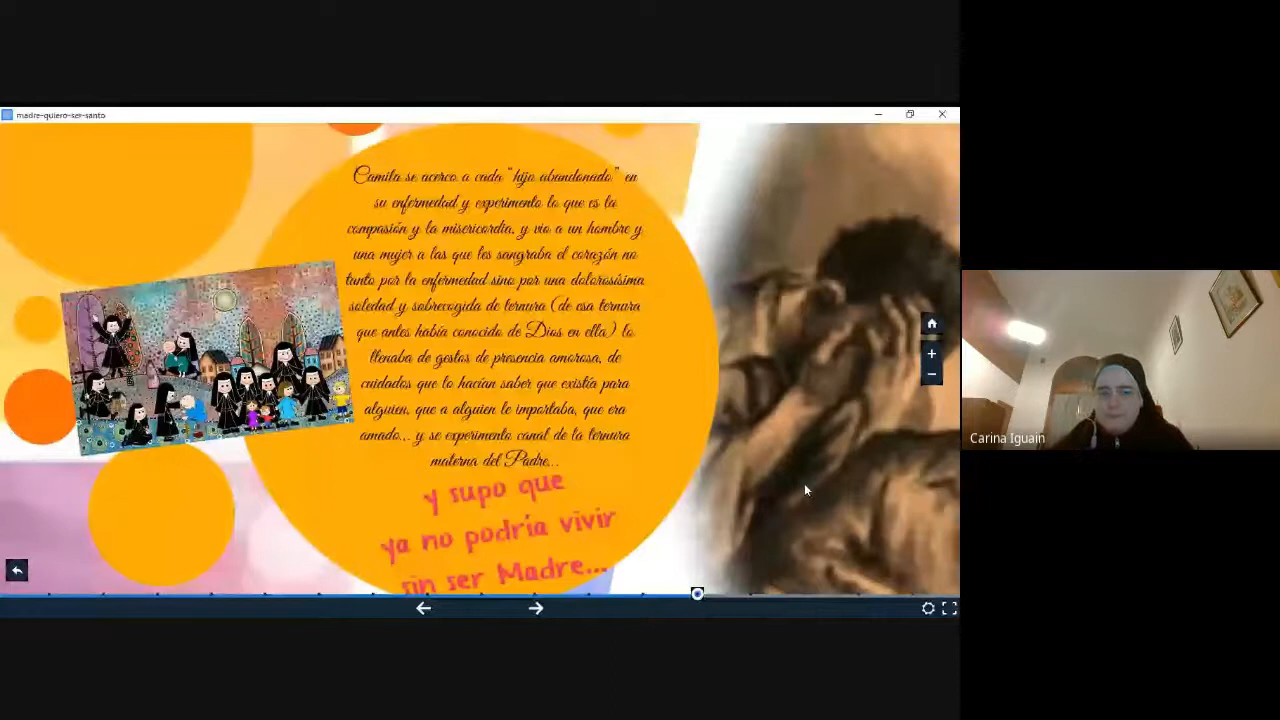 madre-quiero-ser-santo
Camila se acerco a cada "hijo abandonado" en
su enfermedad y experimento lo que es la
compasión y la misericordia, y vio a un hombre y
una mujer a las que les sangraba el corazón no
tanto por la enfermedad sino por una dolorosísima
soledad y sobrecogida de ternura (de esa ternura
que antes había conocido de Dios en ella) lo
llenaba de gestos de presencia amorosa, de
cuidados que lo hacían saber que existía para
alguien, que a alguien le importaba, que era
amado... y se experimento canal de la ternura
materna del Padre...
y supo que
ya no podría vivir
sin ser Madre...
Carina Iguain